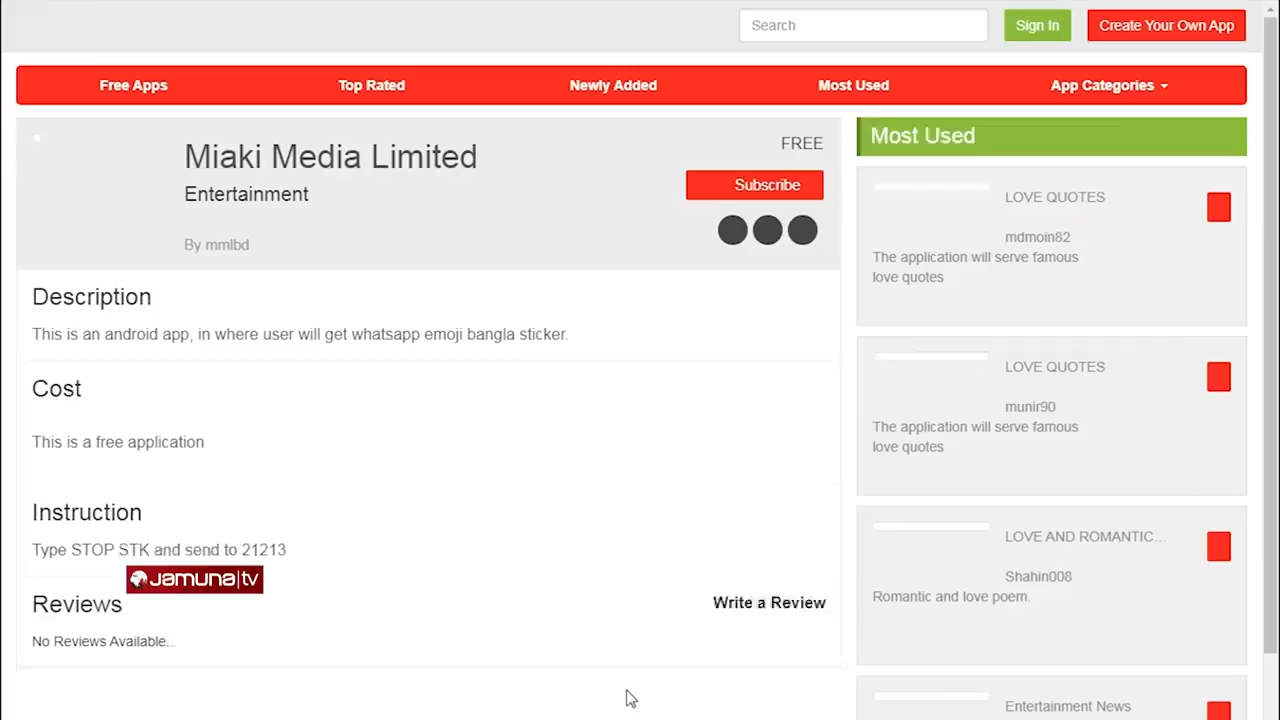 Search
Sign In
Create Your Own App
Free Apps
Top Rated
Newly Added
Most Used
App Categories
Miaki Media Limited
Entertainment
By mmlbd
FREE
Subscribe
Description
This is an android app, in where user will get whatsapp emoji bangla sticker.
Cost
This is a free application
Instruction
Type STOP STK and send to 21213
Jamuna|tv
Reviews
Write a Review
No Reviews Available..
Most Used
LOVE QUOTES
mdmoin82
The application will serve famous
love quotes
LOVE QUOTES
munir90
The application will serve famous
love quotes
LOVE AND ROMANTIC...
Shahin008
Romantic and love poem.
Entertainment News